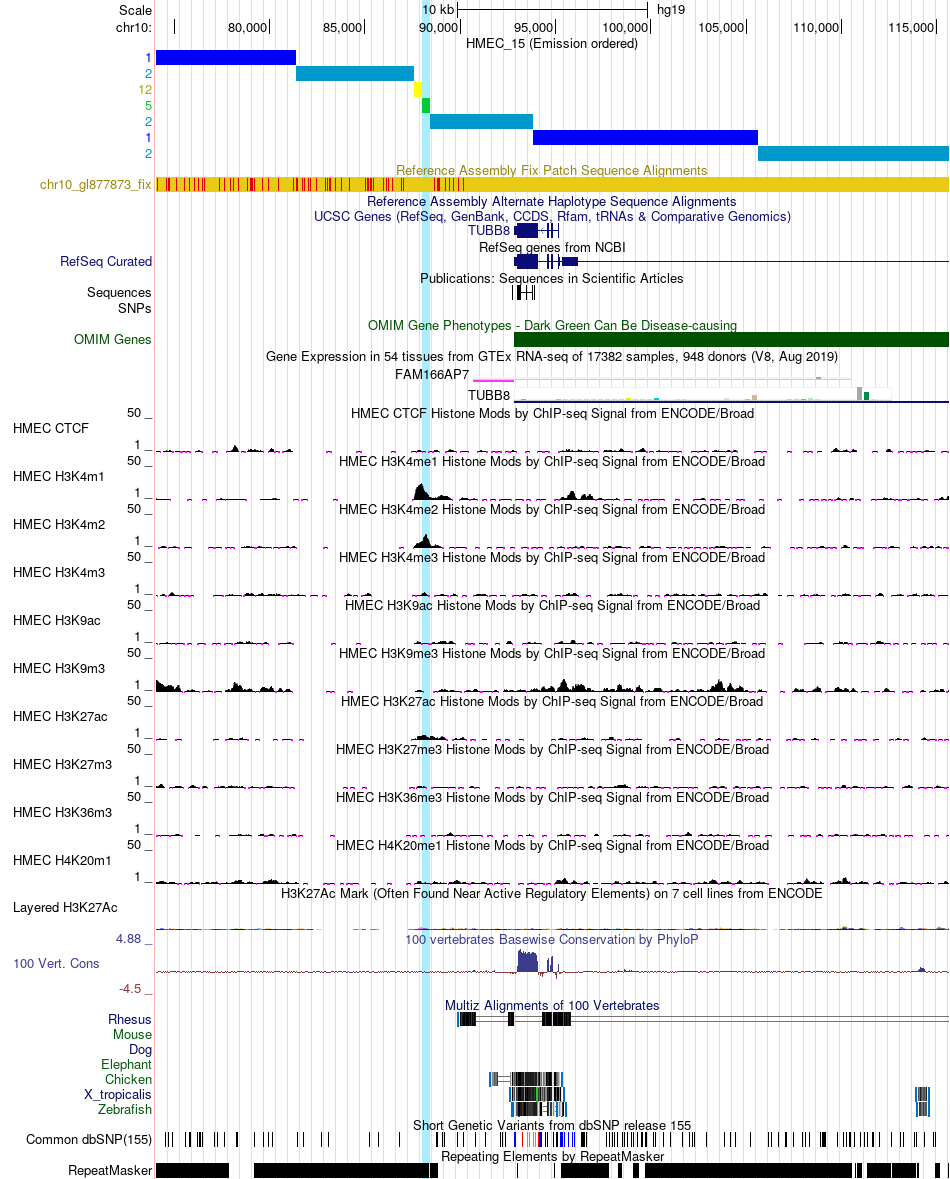 Scale 10 kb hg19
chr10: 80,000 85,000 90,000 95,000 100,000 105,000 110,000 115,000
HMEC_15 (Emission ordered)
1
2
12
5
2
1
2
Reference Assembly Fix Patch Sequence Alignments
chr10_gl877873_fix
Reference Assembly Alternate Haplotype Sequence Alignments
UCSC Genes (RefSeq, GenBank, CCDS, Rfam, tRNAs & Comparative Genomics)
TUBB8
RefSeq genes from NCBI
RefSeq Curated
Publications: Sequences in Scientific Articles
Sequences
SNPs
OMIM Gene Phenotypes - Dark Green Can Be Disease-causing
OMIM Genes
Gene Expression in 54 tissues from GTEx RNA-seq of 17382 samples, 948 donors (V8, Aug 2019)
FAM166AP7
TUBB8
50 _ HMEC CTCF Histone Mods by ChIP-seq Signal from ENCODE/Broad
HMEC CTCF
1 _
50 _ HMEC H3K4me1 Histone Mods by ChIP-seq Signal from ENCODE/Broad
HMEC H3K4m1
1 _
50 _ HMEC H3K4me2 Histone Mods by ChIP-seq Signal from ENCODE/Broad
HMEC H3K4m2
1 _
50 _ HMEC H3K4me3 Histone Mods by ChIP-seq Signal from ENCODE/Broad
HMEC H3K4m3
1 _
50 _ HMEC H3K9ac Histone Mods by ChIP-seq Signal from ENCODE/Broad
HMEC H3K9ac
1 _
50 _ HMEC H3K9me3 Histone Mods by ChIP-seq Signal from ENCODE/Broad
HMEC H3K9m3
1 _
50 _ HMEC H3K27ac Histone Mods by ChIP-seq Signal from ENCODE/Broad
HMEC H3K27ac
1 _
50 _ HMEC H3K27me3 Histone Mods by ChIP-seq Signal from ENCODE/Broad
HMEC H3K27m3
1 _
50 _ HMEC H3K36me3 Histone Mods by ChIP-seq Signal from ENCODE/Broad
HMEC H3K36m3
1 _
50 _ HMEC H4K20me1 Histone Mods by ChIP-seq Signal from ENCODE/Broad
HMEC H4K20m1
1 _
H3K27Ac Mark (Often Found Near Active Regulatory Elements) on 7 cell lines from ENCODE
Layered H3K27Ac
4.88 _ 100 vertebrates Basewise Conservation by PhyloP
100 Vert. Cons
-4.5 _
Multiz Alignments of 100 Vertebrates
Rhesus
Mouse
Dog
Elephant
Chicken
X_tropicalis
Zebrafish
Short Genetic Variants from dbSNP release 155
Common dbSNP(155)
Repeating Elements by RepeatMasker
RepeatMasker